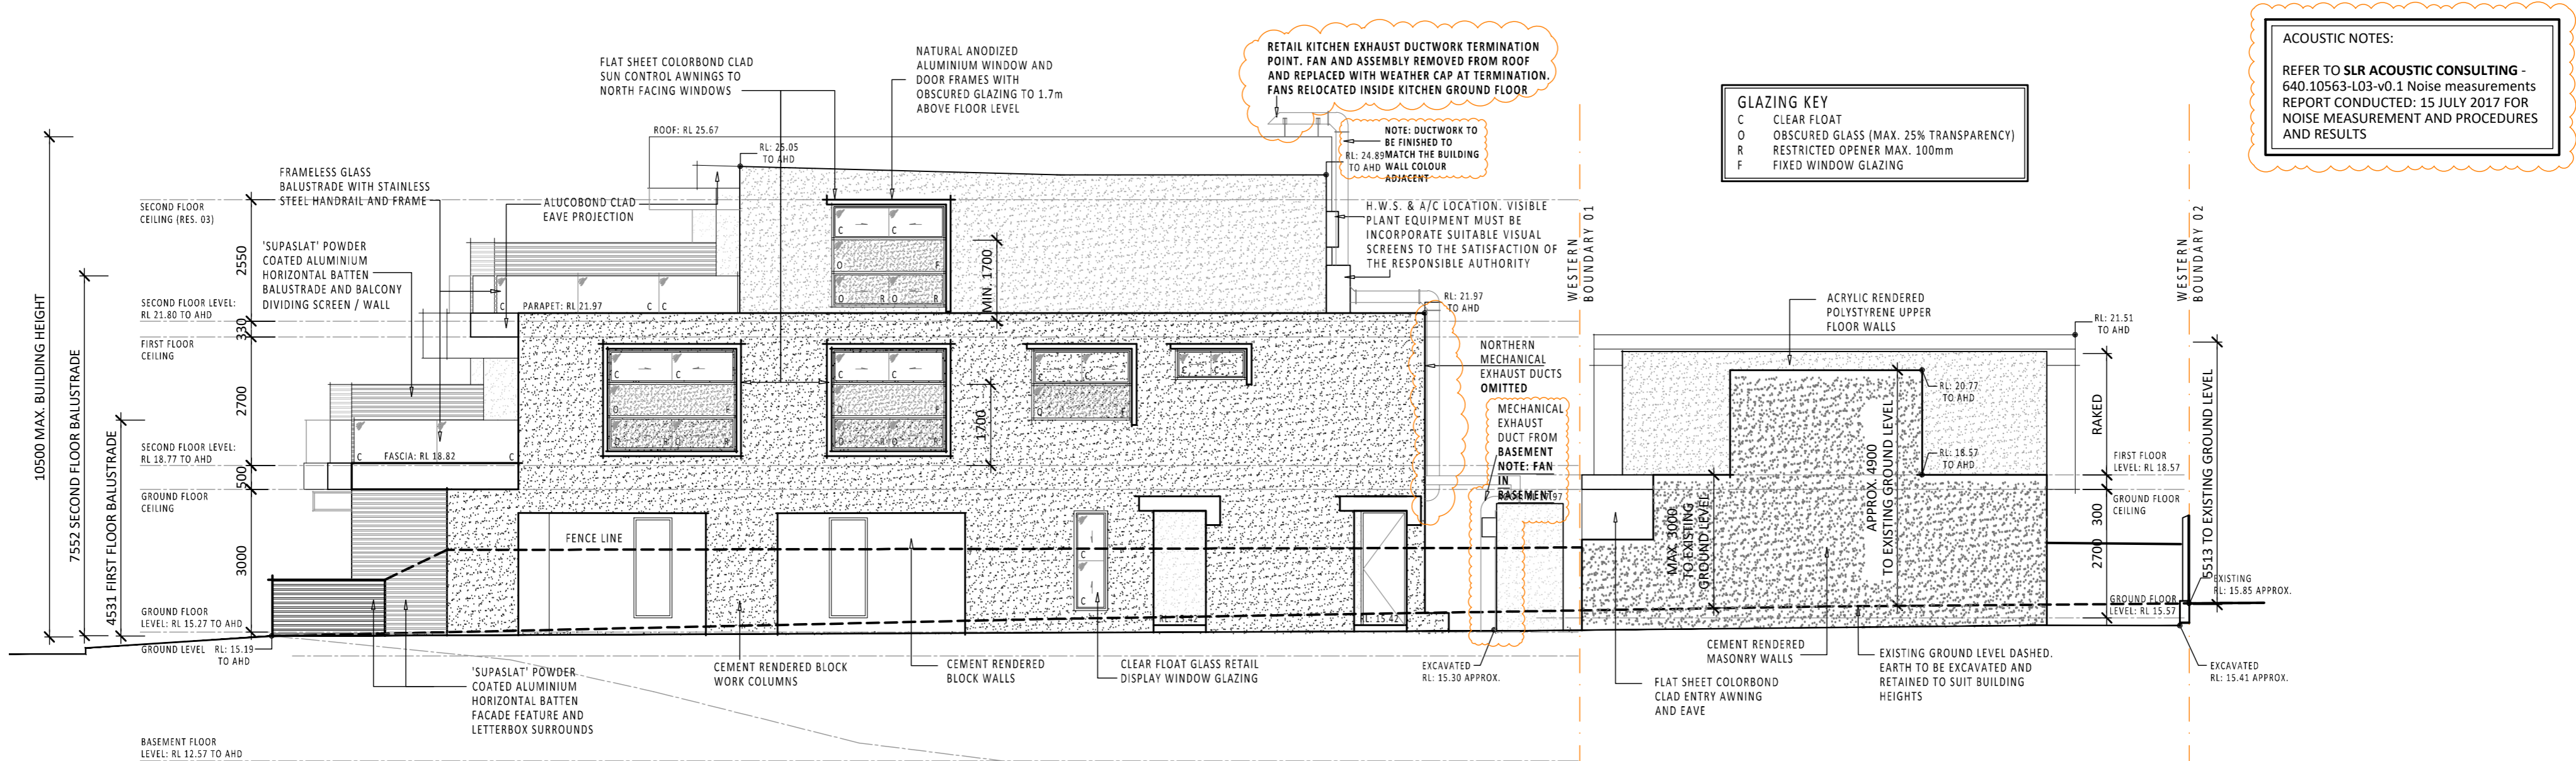 FLAT SHEET COLORBOND CLAD
SUN CONTROL AWNINGS TO
NORTH FACING WINDOWS
NATURAL ANODIZED
ALUMINIUM WINDOW AND
DOOR FRAMES WITH
OBSCURED GLAZING TO 1.7m
ABOVE FLOOR LEVEL
RETAIL KITCHEN EXHAUST DUCTWORK TERMINATION
POINT. FAN AND ASSEMBLY REMOVED FROM ROOF
AND REPLACED WITH WEATHER CAP AT TERMINATION.
FANS RELOCATED INSIDE KITCHEN GROUND FLOOR
NOTE: DUCTWORK TO
BE FINISHED TO
MATCH THE BUILDING
WALL COLOUR
ADJACENT
GLAZING KEY
C CLEAR FLOAT
O OBSCURED GLASS (MAX. 25% TRANSPARENCY)
R RESTRICTED OPENER MAX. 100mm
F FIXED WINDOW GLAZING
ACOUSTIC NOTES:
REFER TO SLR ACOUSTIC CONSULTING -
640.10563-L03-v0.1 Noise measurements
REPORT CONDUCTED: 15 JULY 2017 FOR
NOISE MEASUREMENT AND PROCEDURES
AND RESULTS
ROOF: RL 25.67
RL: 25.05
TO AHD
RL: 24.89
TO AHD
FRAMELESS GLASS
BALUSTRADE WITH STAINLESS
STEEL HANDRAIL AND FRAME
ALUCOBOND CLAD
EAVE PROJECTION
'SUPASLAT' POWDER
COATED ALUMINIUM
HORIZONTAL BATTEN
BALUSTRADE AND BALCONY
DIVIDING SCREEN / WALL
H.W.S. & A/C LOCATION. VISIBLE
PLANT EQUIPMENT MUST BE
INCORPORATE SUITABLE VISUAL
SCREENS TO THE SATISFACTION OF
THE RESPONSIBLE AUTHORITY
WESTERN
BOUNDARY 01
WESTERN
BOUNDARY 02
10500 MAX. BUILDING HEIGHT
7552 SECOND FLOOR BALUSTRADE
4531 FIRST FLOOR BALUSTRADE
SECOND FLOOR
CEILING (RES. 03)
2550
SECOND FLOOR LEVEL:
RL 21.80 TO AHD
330
FIRST FLOOR
CEILING
2700
SECOND FLOOR LEVEL:
RL 18.77 TO AHD
500
GROUND FLOOR
CEILING
3000
GROUND FLOOR
LEVEL: RL 15.27 TO AHD
GROUND LEVEL
RL: 15.19
TO AHD
BASEMENT FLOOR
LEVEL: RL 12.57 TO AHD
C C
O F
O R O R
MIN. 1700
C
PARAPET: RL 21.97
C C
RL: 21.97
TO AHD
C C
O F
O R O R
C C
O F
O R O R
C C
O F
C C
1700
C
FASCIA: RL 18.82
C
NORTHERN
MECHANICAL
EXHAUST DUCTS
OMITTED
MECHANICAL
EXHAUST
DUCT FROM
BASEMENT
NOTE: FAN
IN
BASEMENT
FENCE LINE
C
C
RL: 15.42
RL: 15.42
'SUPASLAT' POWDER
COATED ALUMINIUM
HORIZONTAL BATTEN
FACADE FEATURE AND
LETTERBOX SURROUNDS
CEMENT RENDERED BLOCK
WORK COLUMNS
CEMENT RENDERED
BLOCK WALLS
CLEAR FLOAT GLASS RETAIL
DISPLAY WINDOW GLAZING
EXCAVATED
RL: 15.30 APPROX.
ACRYLIC RENDERED
POLYSTYRENE UPPER
FLOOR WALLS
RL: 21.51
TO AHD
RL: 20.77
TO AHD
RL: 18.57
TO AHD
MAX. 3000
TO EXISTING
GROUND LEVEL
APPROX. 4900
TO EXISTING GROUND LEVEL
RAKED
FIRST FLOOR
LEVEL: RL 18.57
300
GROUND FLOOR
CEILING
2700
GROUND FLOOR
LEVEL: RL 15.57
5513 TO EXISTING GROUND LEVEL
EXISTING
RL: 15.85 APPROX.
EXCAVATED
RL: 15.41 APPROX.
FLAT SHEET COLORBOND
CLAD ENTRY AWNING
AND EAVE
CEMENT RENDERED
MASONRY WALLS
EXISTING GROUND LEVEL DASHED.
EARTH TO BE EXCAVATED AND
RETAINED TO SUIT BUILDING
HEIGHTS